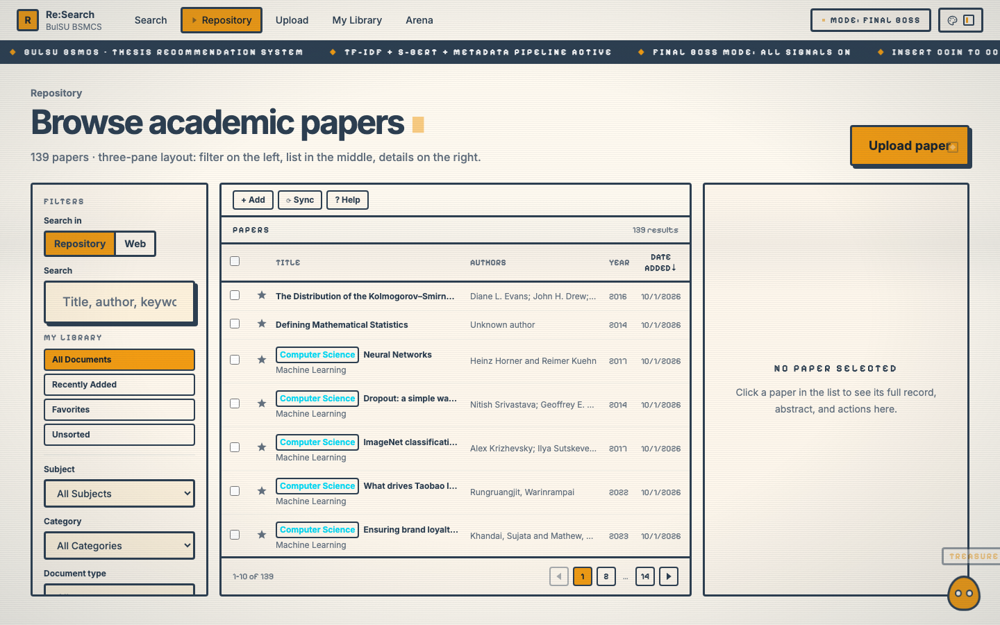 R
Re:Search
BulSU BSMCS
Search
Repository
Upload
My Library
Arena
MODE: FINAL BOSS
BULSU BSMCS · THESIS RECOMMENDATION SYSTEM
TF-IDF + S-BERT + METADATA PIPELINE ACTIVE
FINAL BOSS MODE: ALL SIGNALS ON
INSERT COIN TO CO
Repository
Browse academic papers
139 papers · three-pane layout: filter on the left, list in the middle, details on the right.
Upload paper
FILTERS
Search in
Repository
Web
Search
Title, author, keywo
MY LIBRARY
All Documents
Recently Added
Favorites
Unsorted
Subject
All Subjects
Category
All Categories
Document type
+ Add
Sync
? Help
PAPERS
139 results
TITLE AUTHORS YEAR DATE ADDED↓
The Distribution of the Kolmogorov–Smirn... Diane L. Evans; John H. Drew;... 2016 10/1/2026
Defining Mathematical Statistics Unknown author 2014 10/1/2026
Computer Science Neural Networks Heinz Horner and Reimer Kuehn 2017 10/1/2026
Machine Learning
Computer Science Dropout: a simple wa... Nitish Srivastava; Geoffrey E. ... 2014 10/1/2026
Machine Learning
Computer Science ImageNet classificati... Alex Krizhevsky; Ilya Sutskeve... 2017 10/1/2026
Machine Learning
Computer Science What drives Taobao l... Rungruangjit, Warinrampai 2022 10/1/2026
Machine Learning
Computer Science Ensuring brand loyalt... Khandai, Sujata and Mathew, ... 2023 10/1/2026
Machine Learning
1-10 of 139
1 2 ... 14
NO PAPER SELECTED
Click a paper in the list to see its full record,
abstract, and actions here.
TREASURE